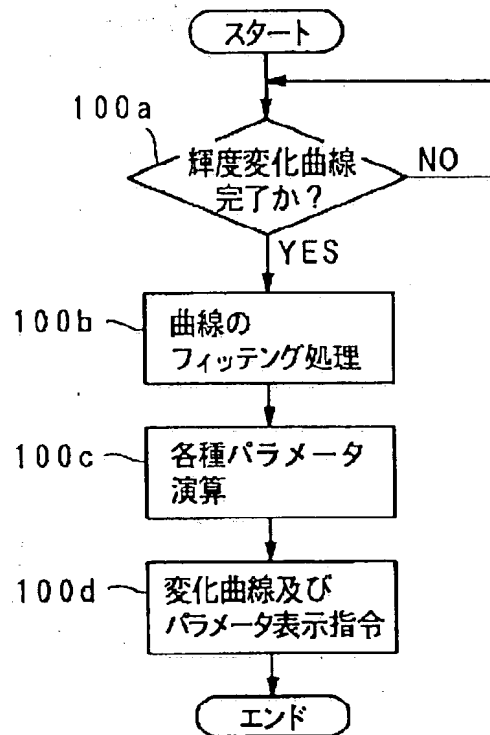 スタート
100a
輝度変化曲線
完了か?
NO
YES
100b
曲線の
フィッテング処理
100c
各種パラメータ
演算
100d
変化曲線及び
パラメータ表示指令
エンド